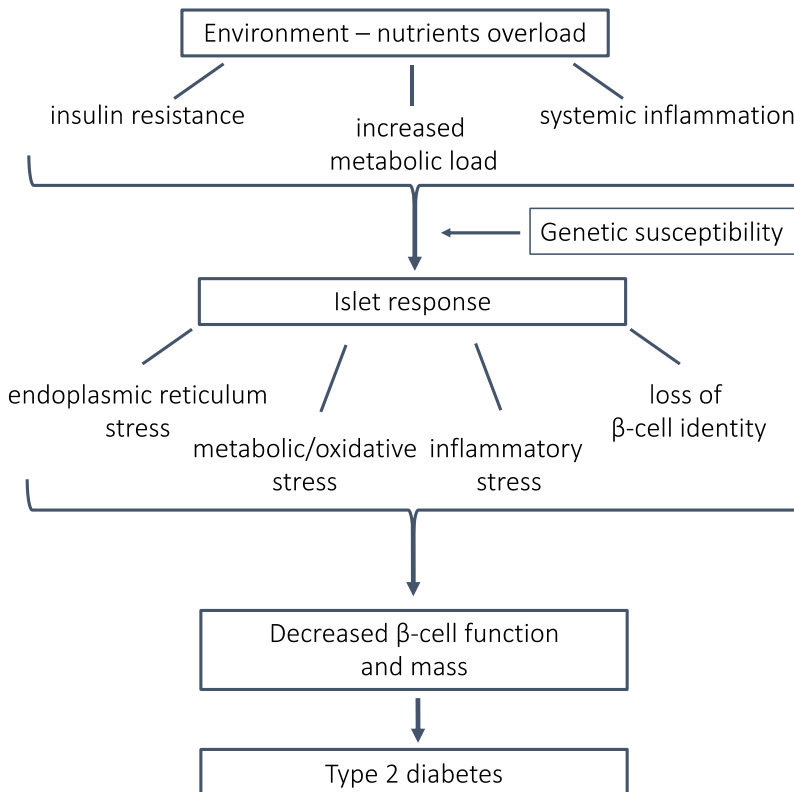 Environment – nutrients overload
insulin resistance
increased
metabolic load
systemic inflammation
Genetic susceptibility
Islet response
endoplasmic reticulum
stress
metabolic/oxidative
stress
inflammatory
stress
loss of
β-cell identity
Decreased β-cell function
and mass
Type 2 diabetes